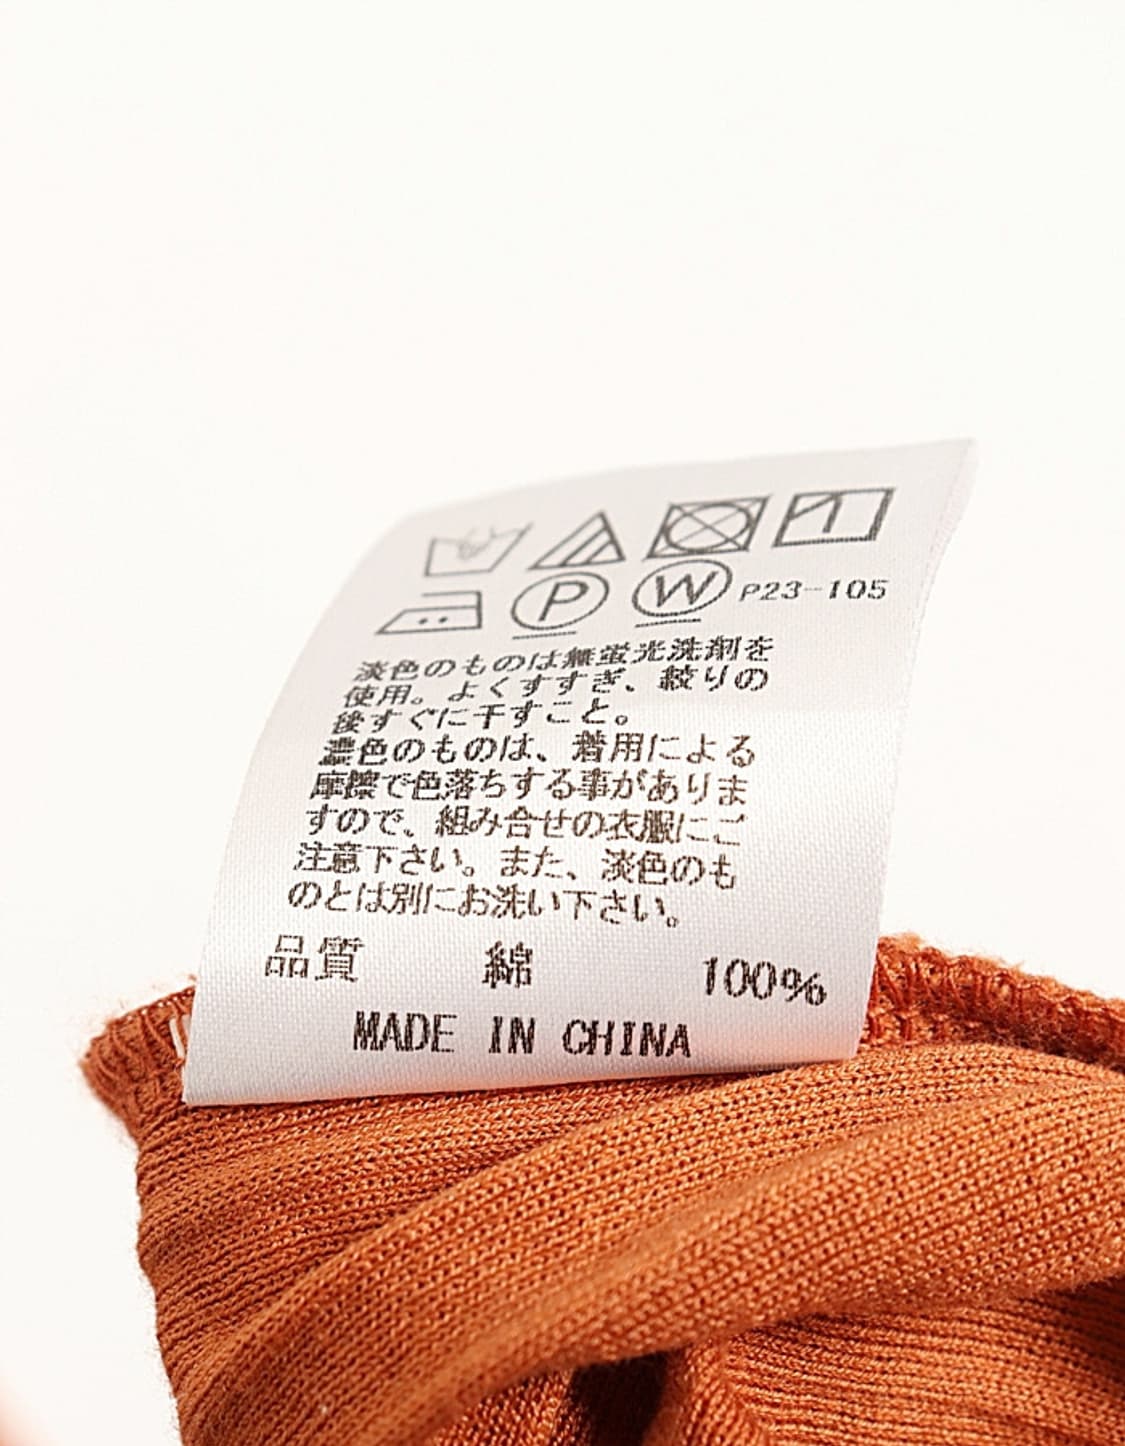 P W P23-105
淡色のものは無蛍光洗剤を
使用。よくすすぎ、絞りの
後すぐに干すこと。
濃色のものは、着用による
摩擦で色落ちする事がありま
すので、組み合せの衣服にご
注意下さい。また、淡色のも
のとは別にお洗い下さい。
品質 綿 100%
MADE IN CHINA